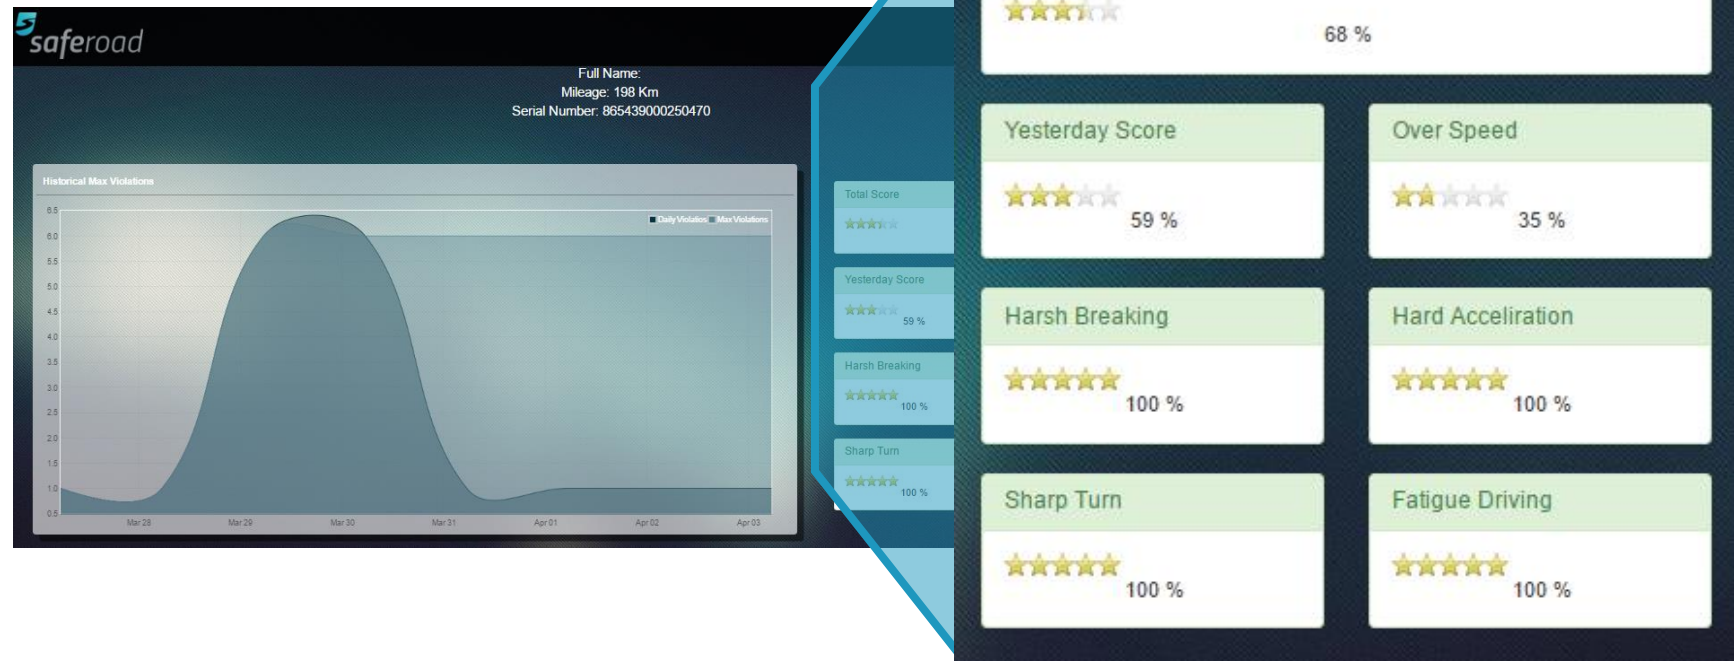 saferoad
Full Name:
Mileage: 198 Km
Serial Number: 865439000250470
Historical Max Violations
Daily Violatios Max Violations
6.5
6.0
5.5
5.0
4.5
4.0
3.5
3.0
2.5
2.0
1.5
1.0
0.5
Mar 28 Mar 29 Mar 30 Mar 31 Apr 01 Apr 02 Apr 03
Total Score
Yesterday Score
59 %
Harsh Breaking
100 %
Sharp Turn
100 %
68 %
Yesterday Score
59 %
Over Speed
35 %
Harsh Breaking
100 %
Hard Acceliration
100 %
Sharp Turn
100 %
Fatigue Driving
100 %